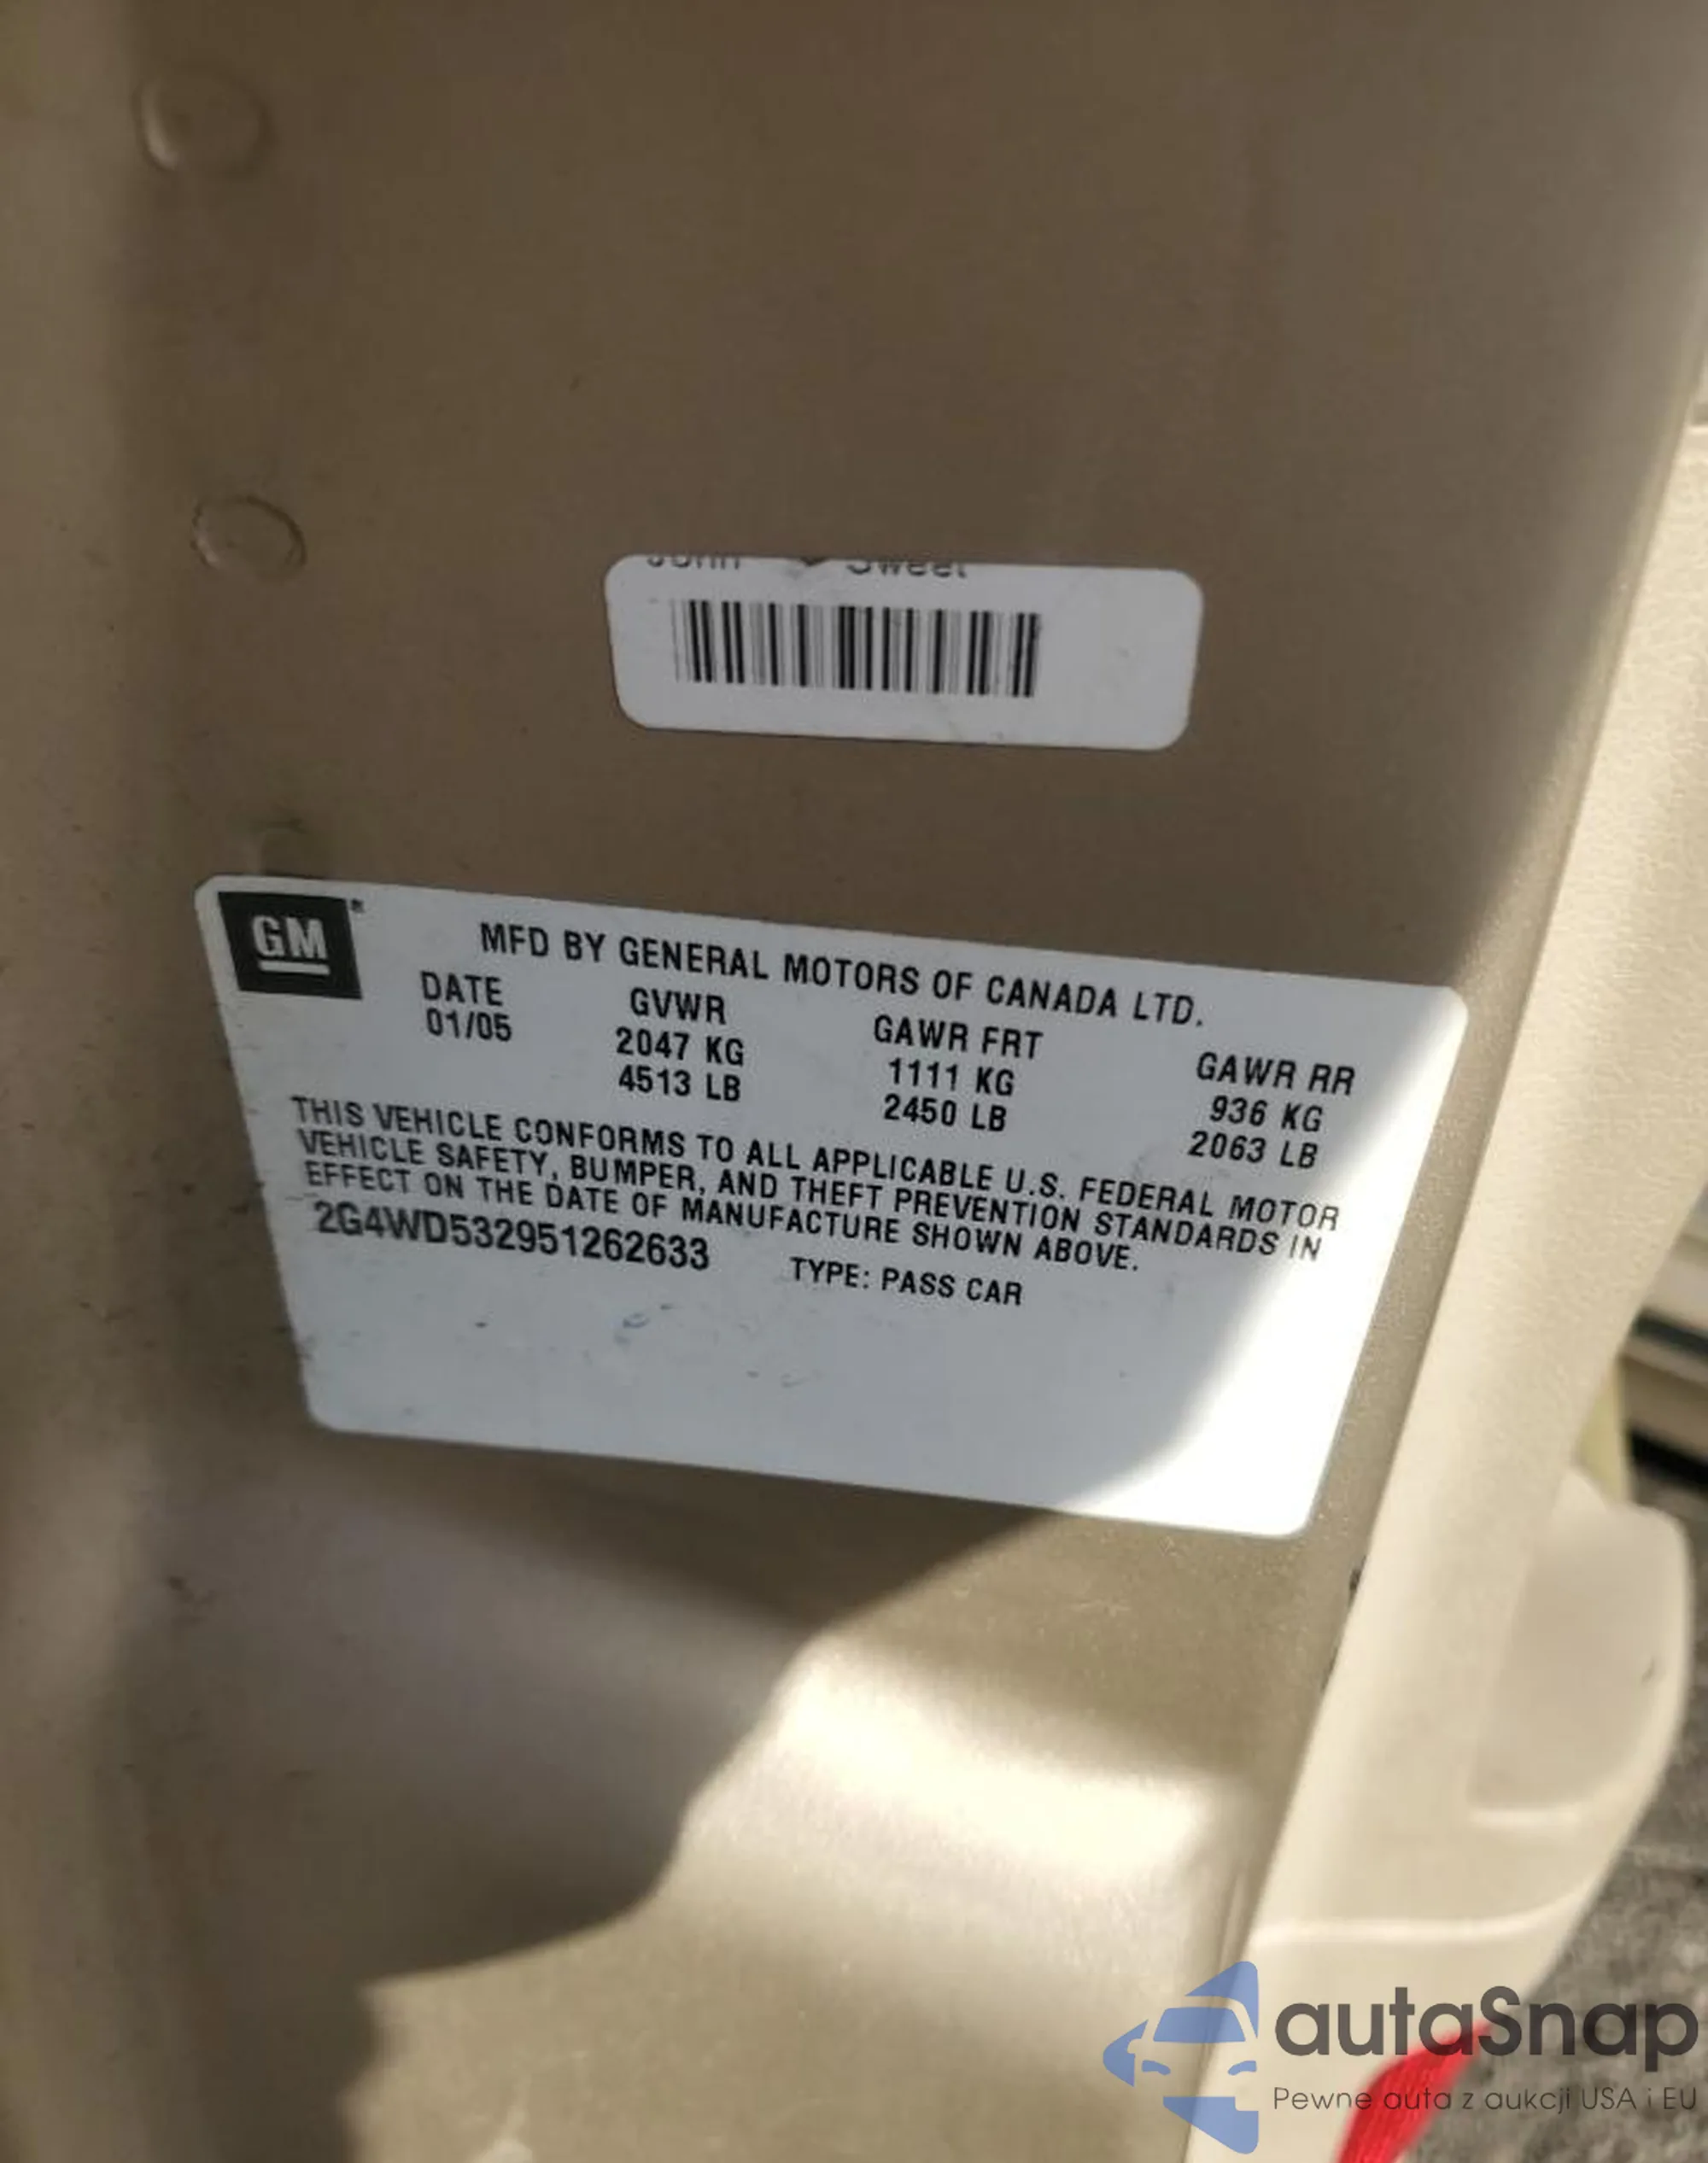 John Sweet
GM
MFD BY GENERAL MOTORS OF CANADA LTD.
DATE GVWR GAWR FRT GAWR RR
01/05 2047 KG 1111 KG 936 KG
4513 LB 2450 LB 2063 LB
THIS VEHICLE CONFORMS TO ALL APPLICABLE U.S. FEDERAL MOTOR
VEHICLE SAFETY, BUMPER, AND THEFT PREVENTION STANDARDS IN
EFFECT ON THE DATE OF MANUFACTURE SHOWN ABOVE.
2G4WD532951262633 TYPE: PASS CAR
autaSnap
Pewne auta z aukcji USA i EU